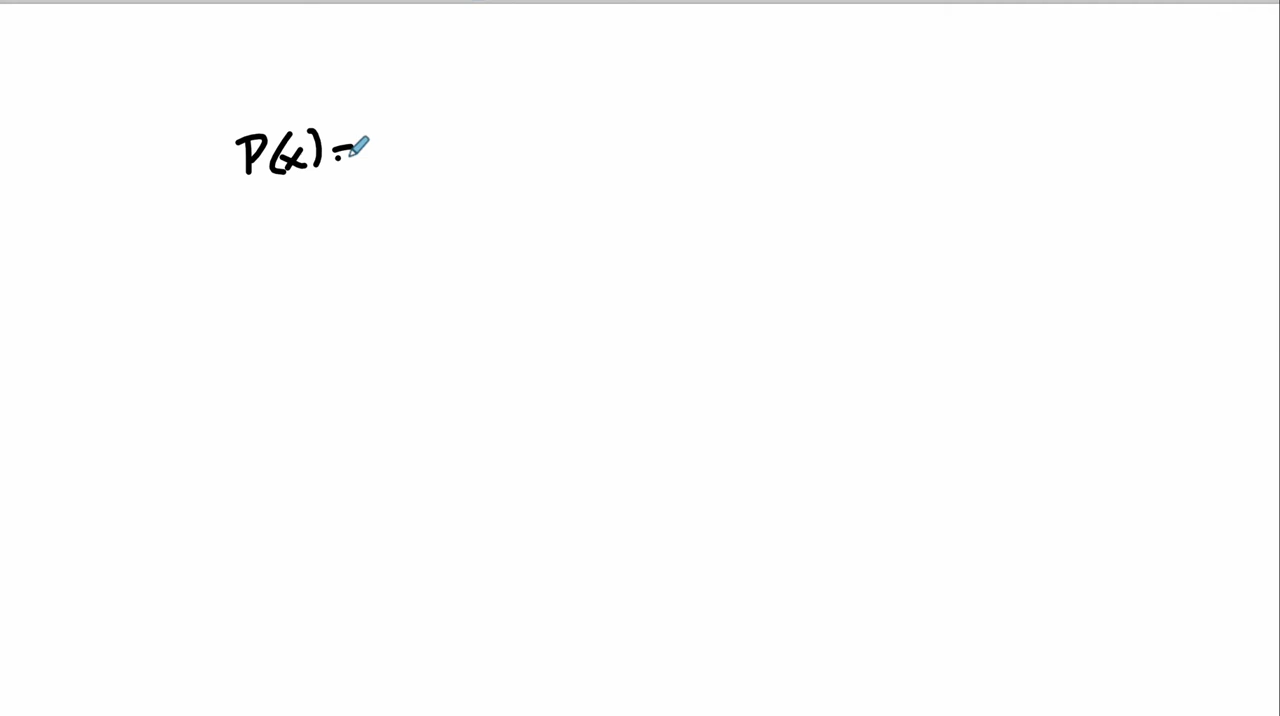 P(x) =